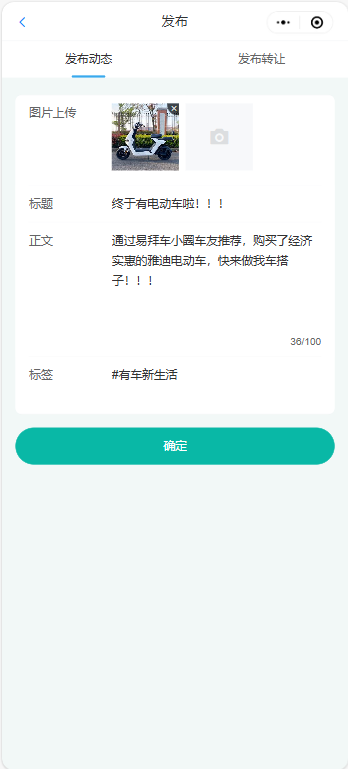 发布
发布动态
发布转让
图片上传
标题
终于有电动车啦！！！
正文
通过易拜车小圈车友推荐，购买了经济
实惠的雅迪电动车，快来做我车搭
子！！！
36/100
标签
#有车新生活
确定